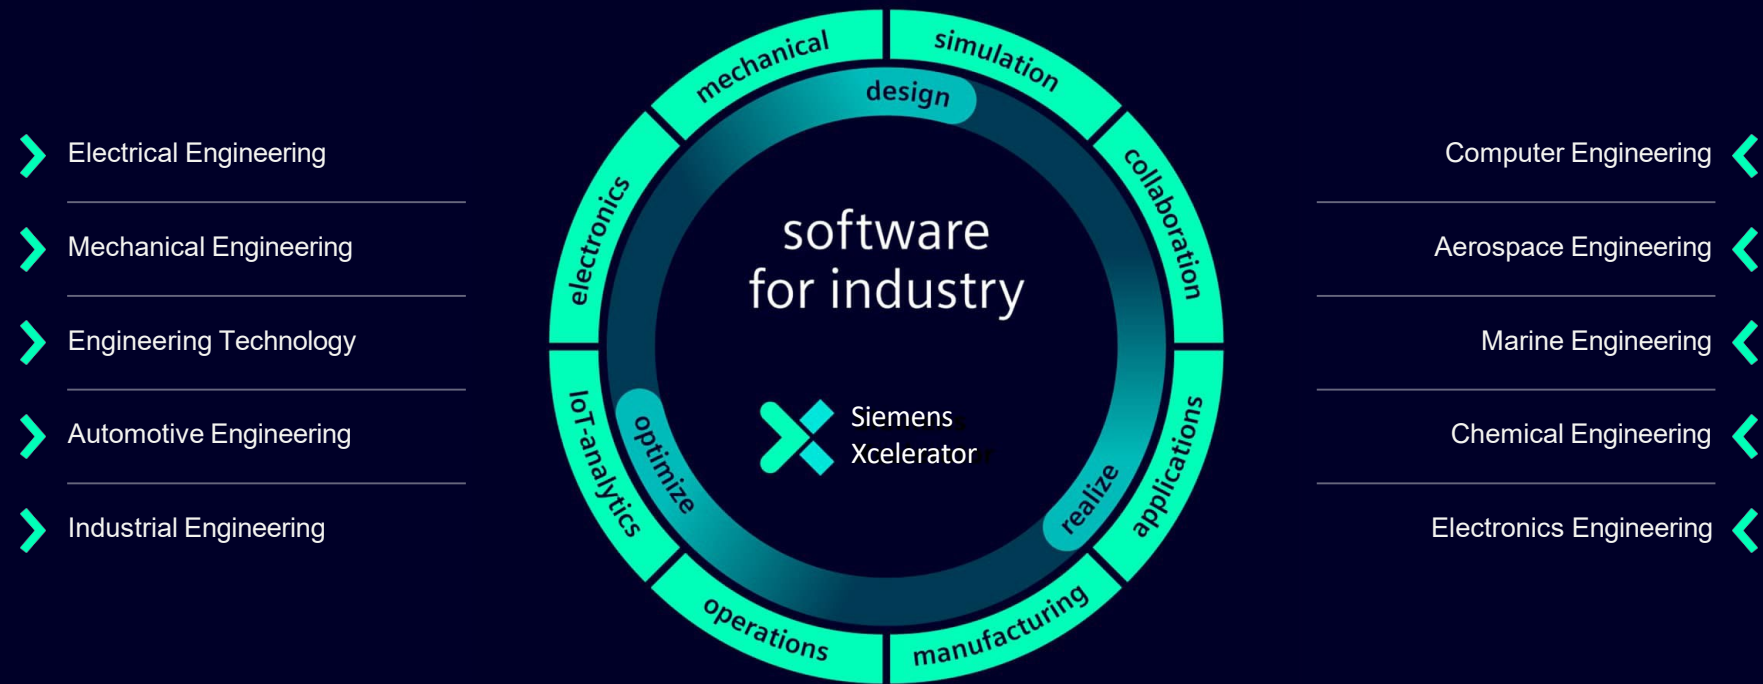 Electrical Engineering
Mechanical Engineering
Engineering Technology
Automotive Engineering
Industrial Engineering
mechanical
simulation
collaboration
applications
manufacturing
operations
IoT-analytics
electronics
design
realize
optimize
software
for industry
Siemens
Xcelerator
Computer Engineering
Aerospace Engineering
Marine Engineering
Chemical Engineering
Electronics Engineering